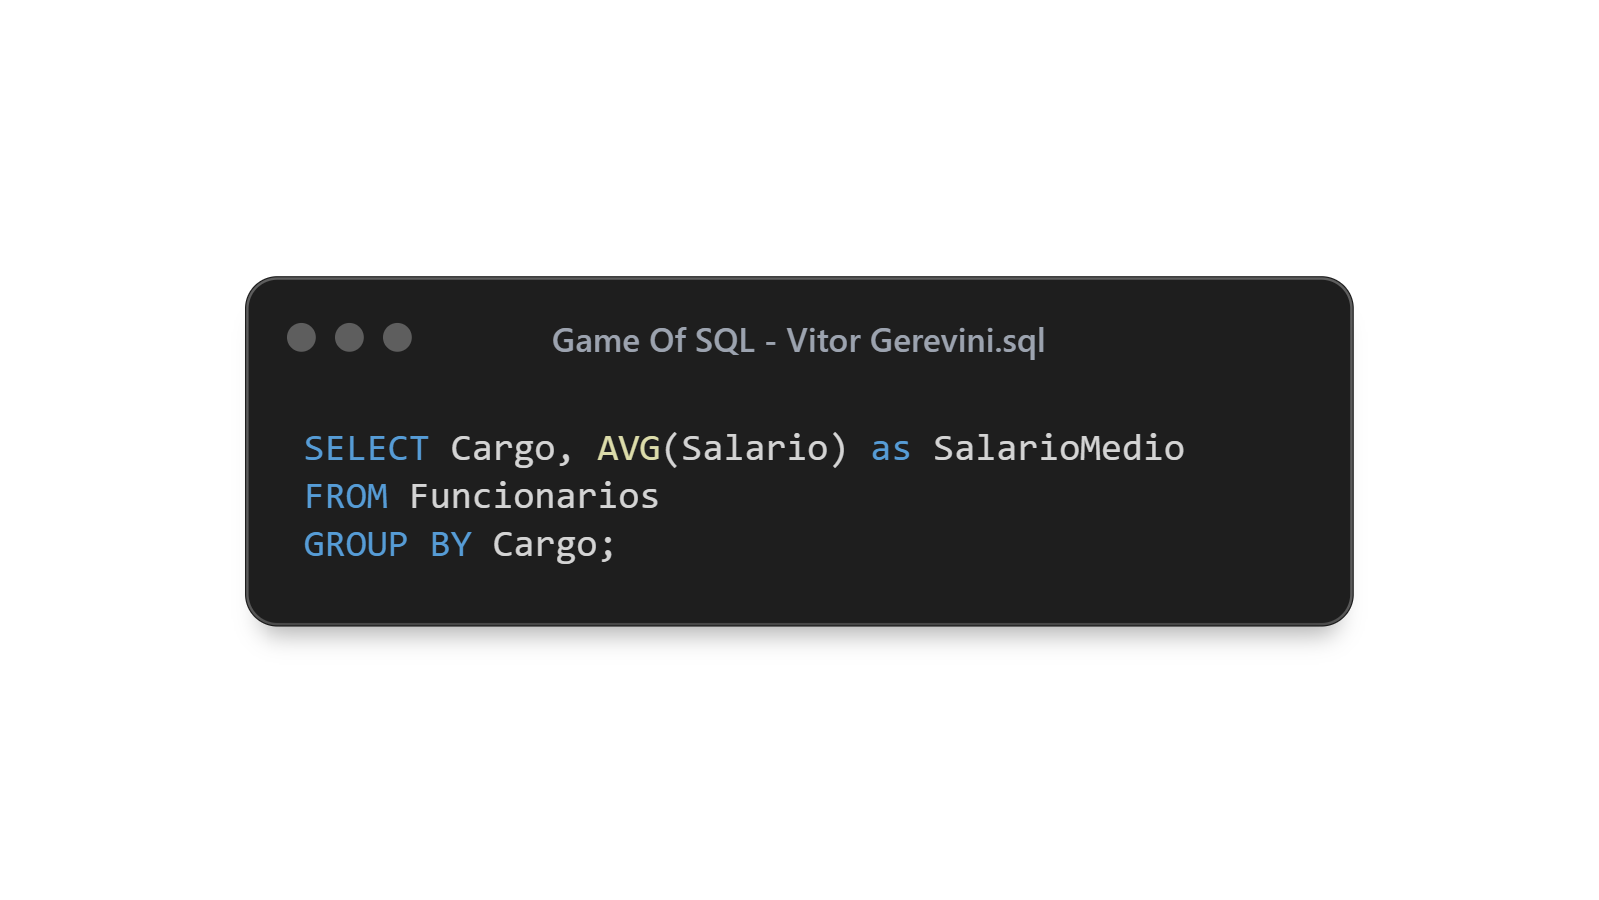 Game Of SQL - Vitor Gerevini.sql
SELECT Cargo, AVG(Salario) as SalarioMedio
FROM Funcionarios
GROUP BY Cargo;